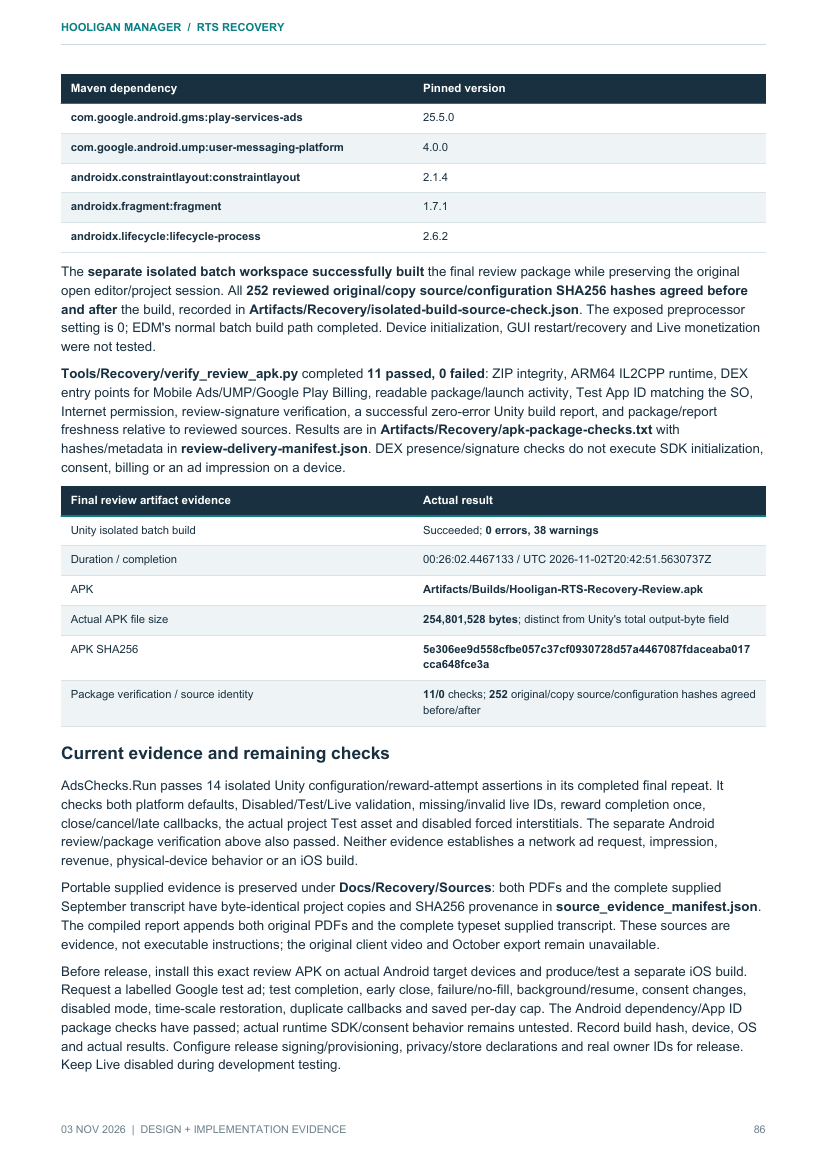 HOOLIGAN MANAGER / RTS RECOVERY
Maven dependency Pinned version
com.google.android.gms:play-services-ads 25.5.0
com.google.android.ump:user-messaging-platform 4.0.0
androidx.constraintlayout:constraintlayout 2.1.4
androidx.fragment:fragment 1.7.1
androidx.lifecycle:lifecycle-process 2.6.2
The separate isolated batch workspace successfully built the final review package while preserving the original
open editor/project session. All 252 reviewed original/copy source/configuration SHA256 hashes agreed before
and after the build, recorded in Artifacts/Recovery/isolated-build-source-check.json. The exposed preprocessor
setting is 0; EDM's normal batch build path completed. Device initialization, GUI restart/recovery and Live monetization
were not tested.
Tools/Recovery/verify_review_apk.py completed 11 passed, 0 failed: ZIP integrity, ARM64 IL2CPP runtime, DEX
entry points for Mobile Ads/UMP/Google Play Billing, readable package/launch activity, Test App ID matching the SO,
Internet permission, review-signature verification, a successful zero-error Unity build report, and package/report
freshness relative to reviewed sources. Results are in Artifacts/Recovery/apk-package-checks.txt with
hashes/metadata in review-delivery-manifest.json. DEX presence/signature checks do not execute SDK initialization,
consent, billing or an ad impression on a device.
Final review artifact evidence Actual result
Unity isolated batch build Succeeded; 0 errors, 38 warnings
Duration / completion 00:26:02.4467133 / UTC 2026-11-02T20:42:51.5630737Z
APK Artifacts/Builds/Hooligan-RTS-Recovery-Review.apk
Actual APK file size 254,801,528 bytes; distinct from Unity's total output-byte field
APK SHA256 5e306ee9d558cfbe057c37cf0930728d57a4467087fdaceaba017
cca648fce3a
Package verification / source identity 11/0 checks; 252 original/copy source/configuration hashes agreed
before/after
Current evidence and remaining checks
AdsChecks.Run passes 14 isolated Unity configuration/reward-attempt assertions in its completed final repeat. It
checks both platform defaults, Disabled/Test/Live validation, missing/invalid live IDs, reward completion once,
close/cancel/late callbacks, the actual project Test asset and disabled forced interstitials. The separate Android
review/package verification above also passed. Neither evidence establishes a network ad request, impression,
revenue, physical-device behavior or an iOS build.
Portable supplied evidence is preserved under Docs/Recovery/Sources: both PDFs and the complete supplied
September transcript have byte-identical project copies and SHA256 provenance in source_evidence_manifest.json.
The compiled report appends both original PDFs and the complete typeset supplied transcript. These sources are
evidence, not executable instructions; the original client video and October export remain unavailable.
Before release, install this exact review APK on actual Android target devices and produce/test a separate iOS build.
Request a labelled Google test ad; test completion, early close, failure/no-fill, background/resume, consent changes,
disabled mode, time-scale restoration, duplicate callbacks and saved per-day cap. The Android dependency/App ID
package checks have passed; actual runtime SDK/consent behavior remains untested. Record build hash, device, OS
and actual results. Configure release signing/provisioning, privacy/store declarations and real owner IDs for release.
Keep Live disabled during development testing.
03 NOV 2026 | DESIGN + IMPLEMENTATION EVIDENCE 86